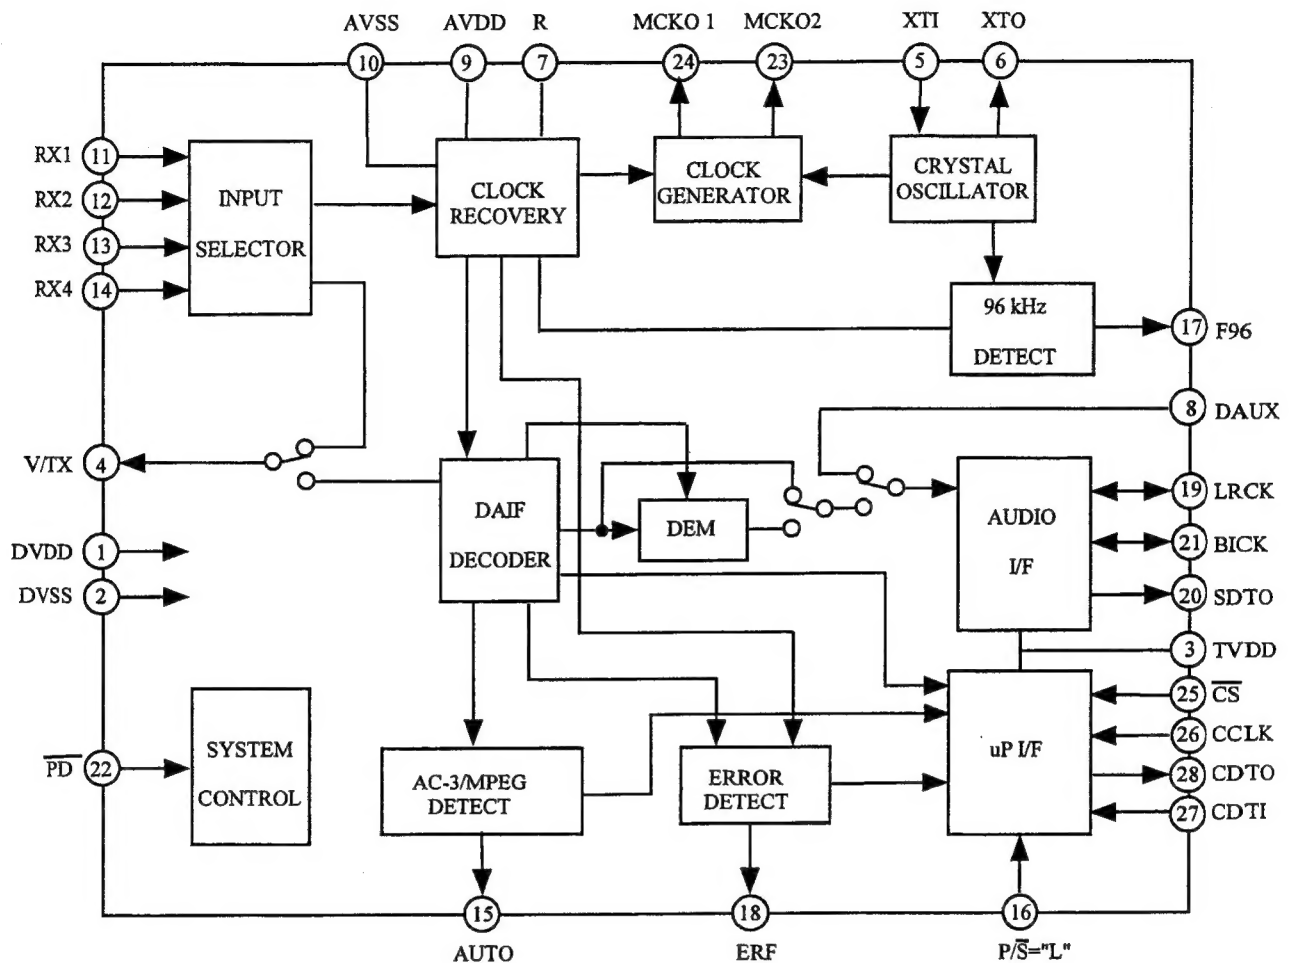 AVSS
AVDD
R
MCKO 1
MCKO2
XTI
XTO
10
9
7
24
23
5
6
RX1
11
RX2
12
RX3
13
RX4
14
INPUT
SELECTOR
CLOCK
RECOVERY
CLOCK
GENERATOR
CRYSTAL
OSCILLATOR
96 kHz
DETECT
17
F96
8
DAUX
V/TX
4
DAIF
DECODER
DEM
AUDIO
I/F
19
LRCK
21
BICK
20
SDTO
DVDD
1
DVSS
2
3
TVDD
25
C̅S̅
26
CCLK
28
CDTO
27
CDTI
P̅D̅
22
SYSTEM
CONTROL
AC-3/MPEG
DETECT
ERROR
DETECT
uP I/F
15
18
16
AUTO
ERF
P/S̅="L"